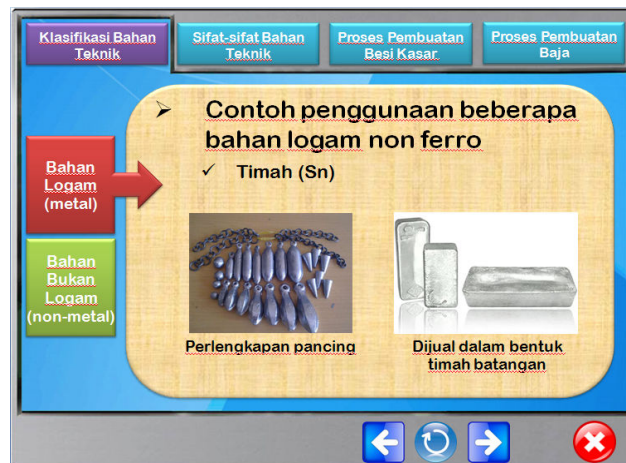 Klasifikasi Bahan
Teknik
Sifat-sifat Bahan
Teknik
Proses Pembuatan
Besi Kasar
Proses Pembuatan
Baja
Contoh penggunaan beberapa
bahan logam non ferro
Timah (Sn)
Bahan
Logam
(metal)
Bahan
Bukan
Logam
(non-metal)
Perlengkapan pancing
Dijual dalam bentuk
timah batangan